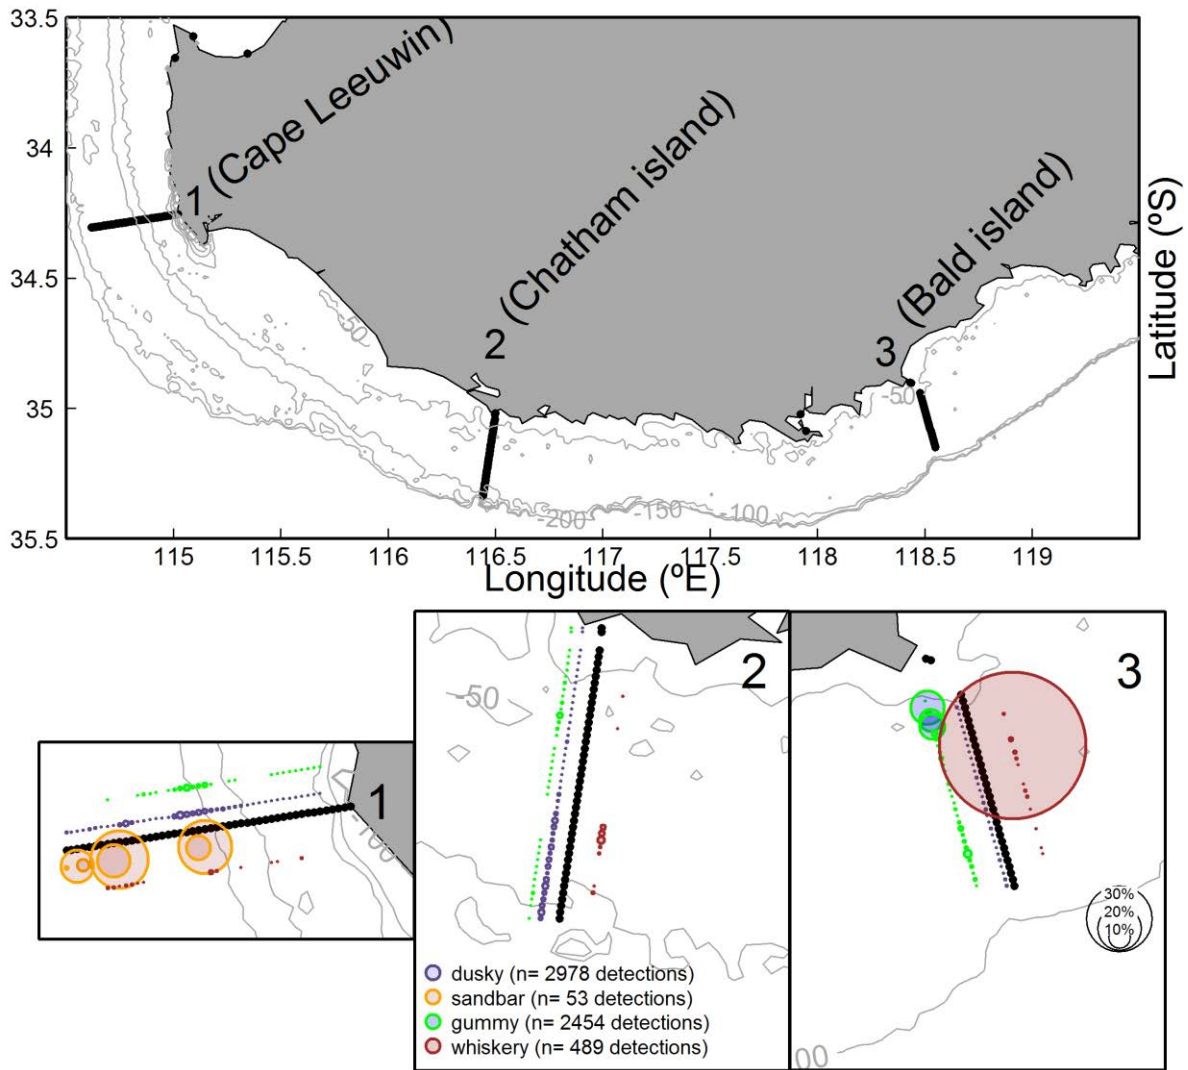 33.5
34
34.5
35
35.5
1 (Cape Leeuwin)
2 (Chatham island)
3 (Bald island)
-50
-50
-200
-150
-100
Latitude (ºS)
115
115.5
116
116.5
117
117.5
118
118.5
119
Longitude (ºE)
1
2
-50
3
30%
20%
10%
dusky (n= 2978 detections)
sandbar (n= 53 detections)
gummy (n= 2454 detections)
whiskery (n= 489 detections)